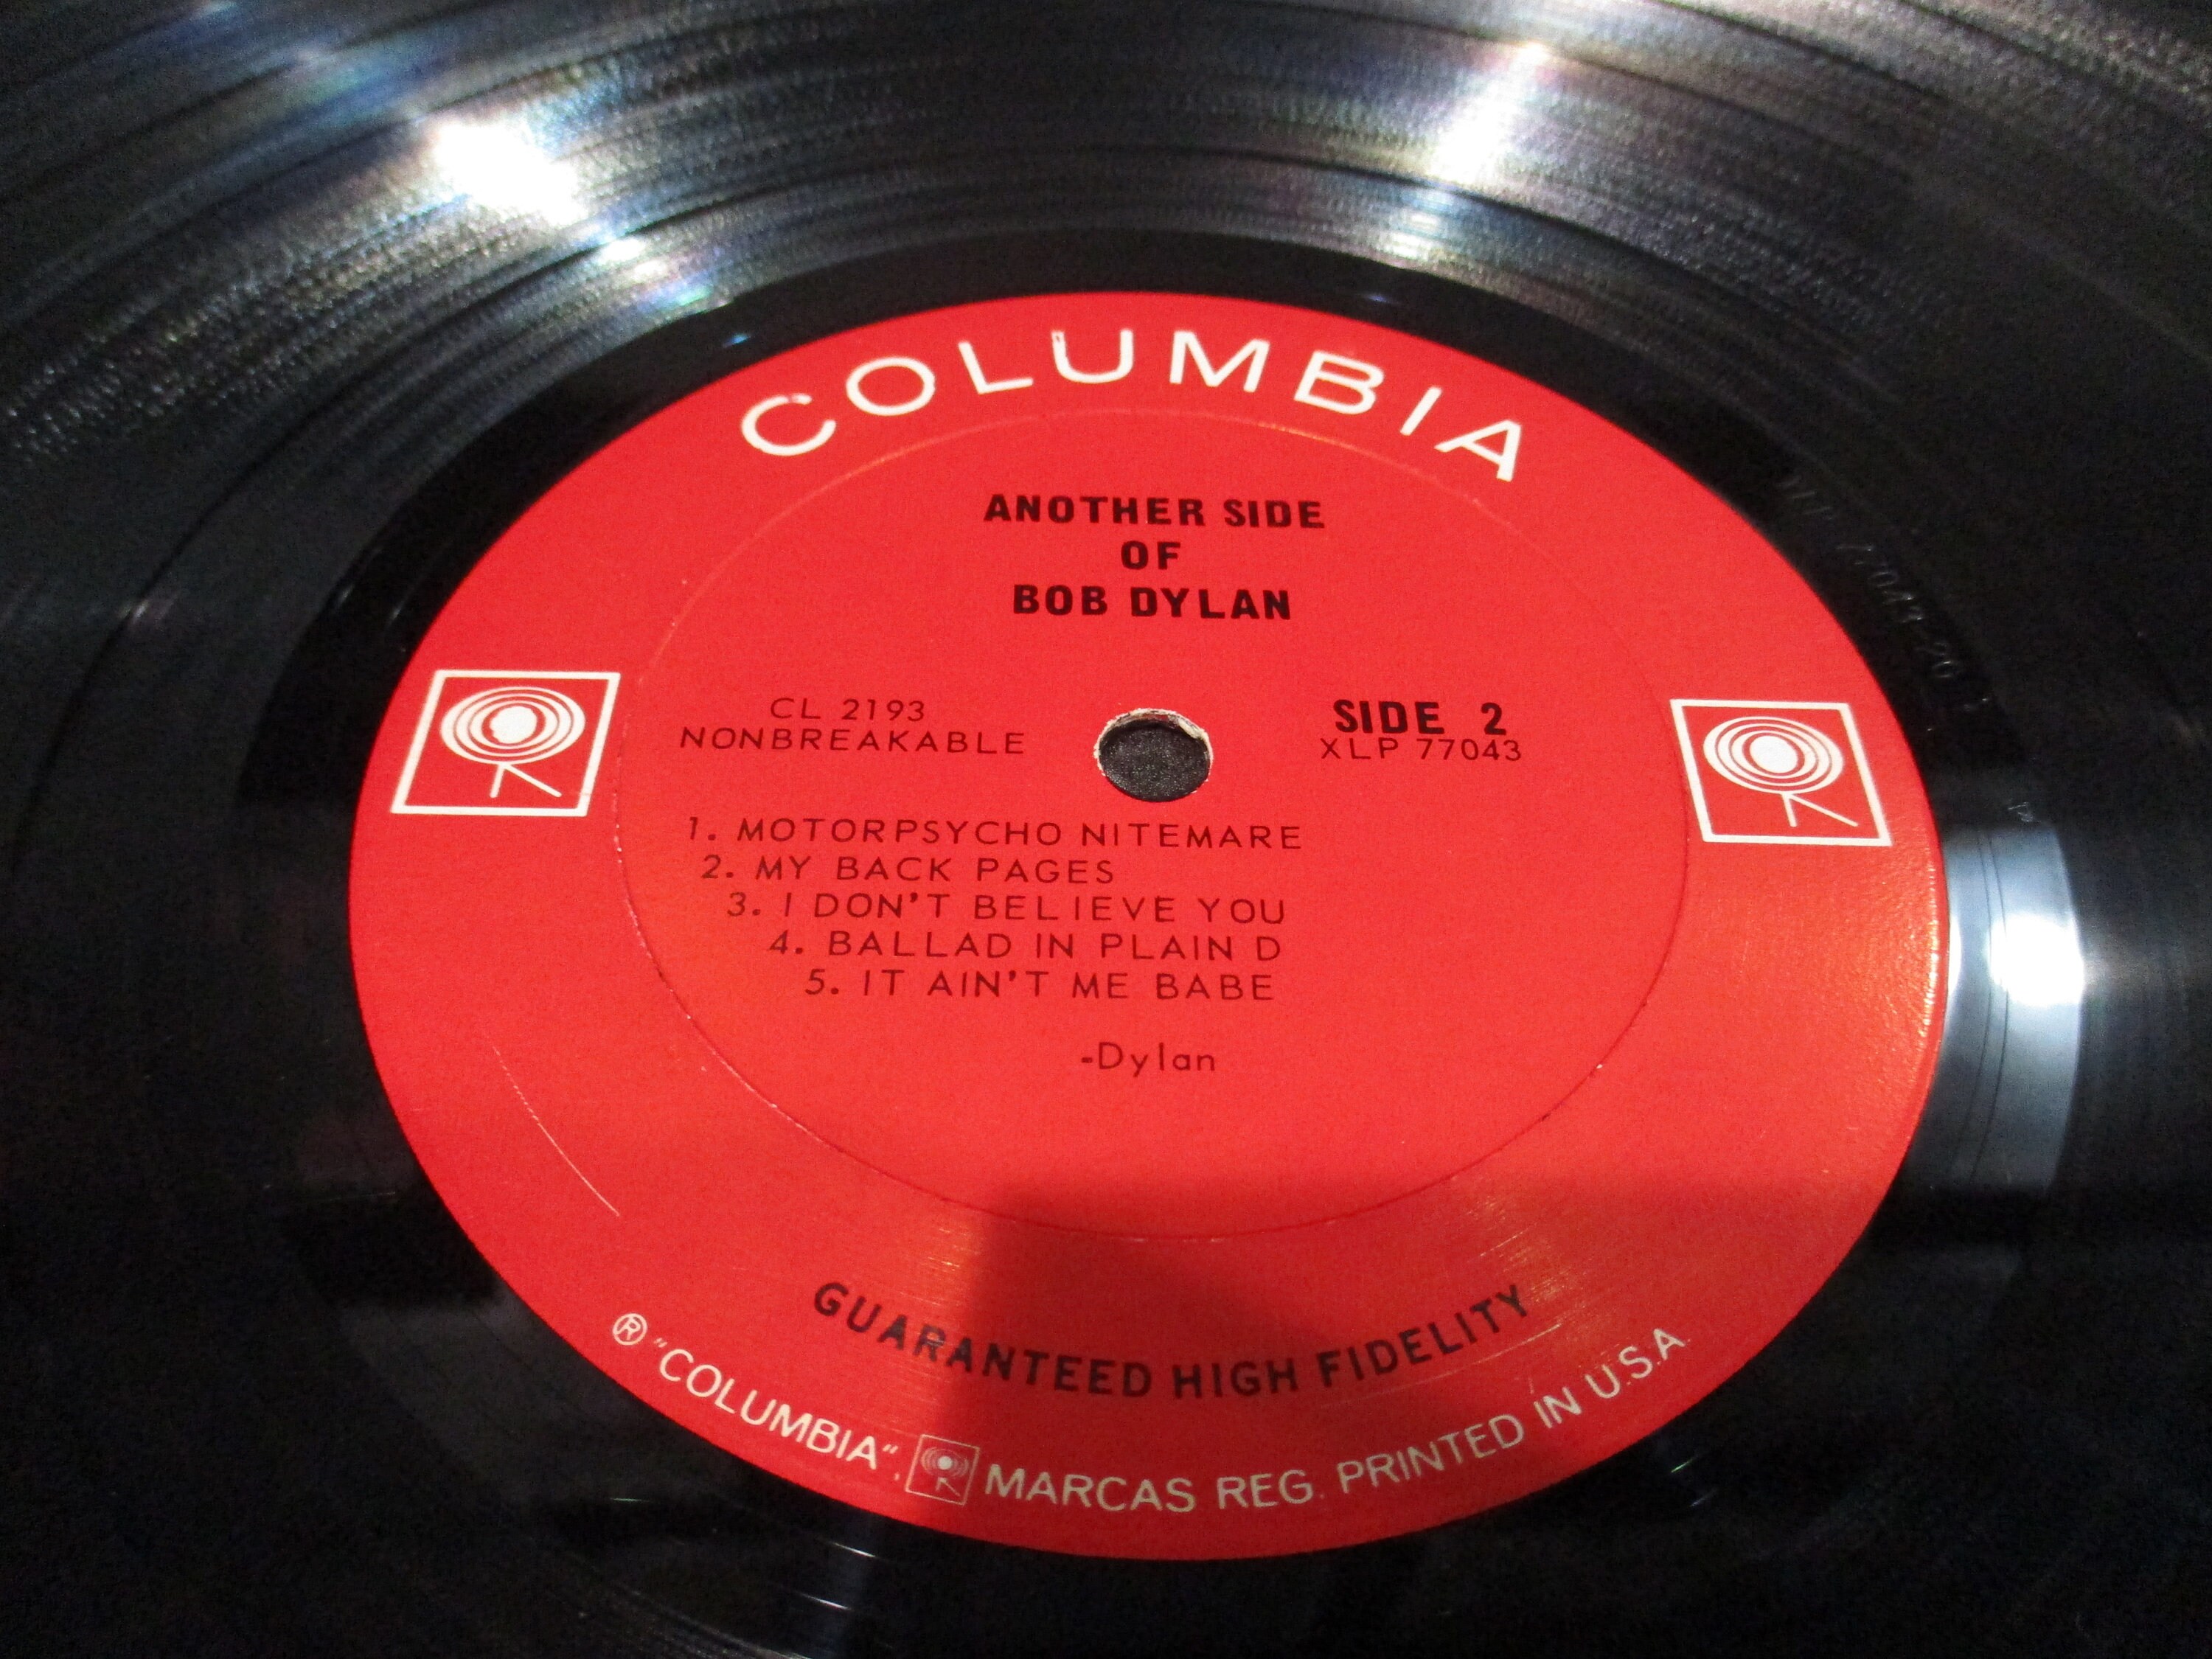 COLUMBIA
ANOTHER SIDE
OF
BOB DYLAN
CL 2193
NONBREAKABLE
SIDE 2
XLP 77043
1. MOTORPSYCHO NITEMARE
2. MY BACK PAGES
3. I DON'T BELIEVE YOU
4. BALLAD IN PLAIN D
5. IT AIN'T ME BABE
-Dylan
GUARANTEED HIGH FIDELITY
® "COLUMBIA", MARCAS REG. PRINTED IN U.S.A.